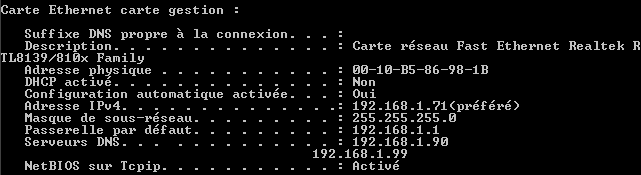 Carte Ethernet carte gestion :
Suffixe DNS propre à la connexion. . . :
Description. . . . . . . . . . . . . . : Carte réseau Fast Ethernet Realtek R
TL8139/810x Family
Adresse physique . . . . . . . . . . . : 00-10-B5-86-98-1B
DHCP activé. . . . . . . . . . . . . . : Non
Configuration automatique activée. . . : Oui
Adresse IPv4. . . . . . . . . . . . . .: 192.168.1.71(préféré)
Masque de sous-réseau. . . . . . . . . : 255.255.255.0
Passerelle par défaut. . . . . . . . . : 192.168.1.1
Serveurs DNS. . . . . . . . . . . . . : 192.168.1.90
192.168.1.99
NetBIOS sur Tcpip. . . . . . . . . . . : Activé